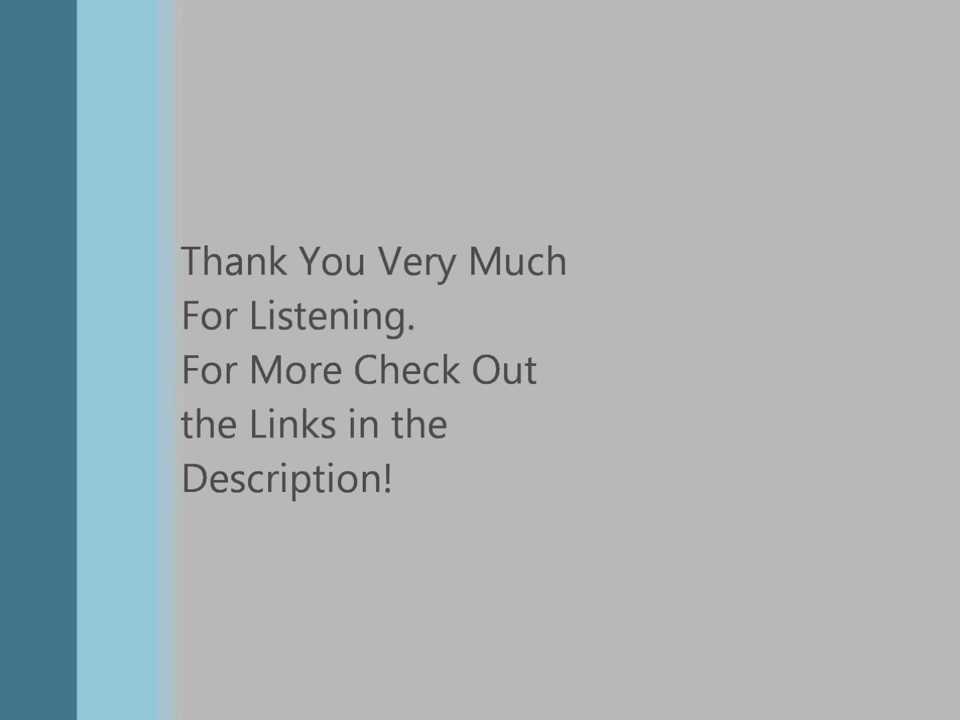 Thank You Very Much
For Listening.
For More Check Out
the Links in the
Description!